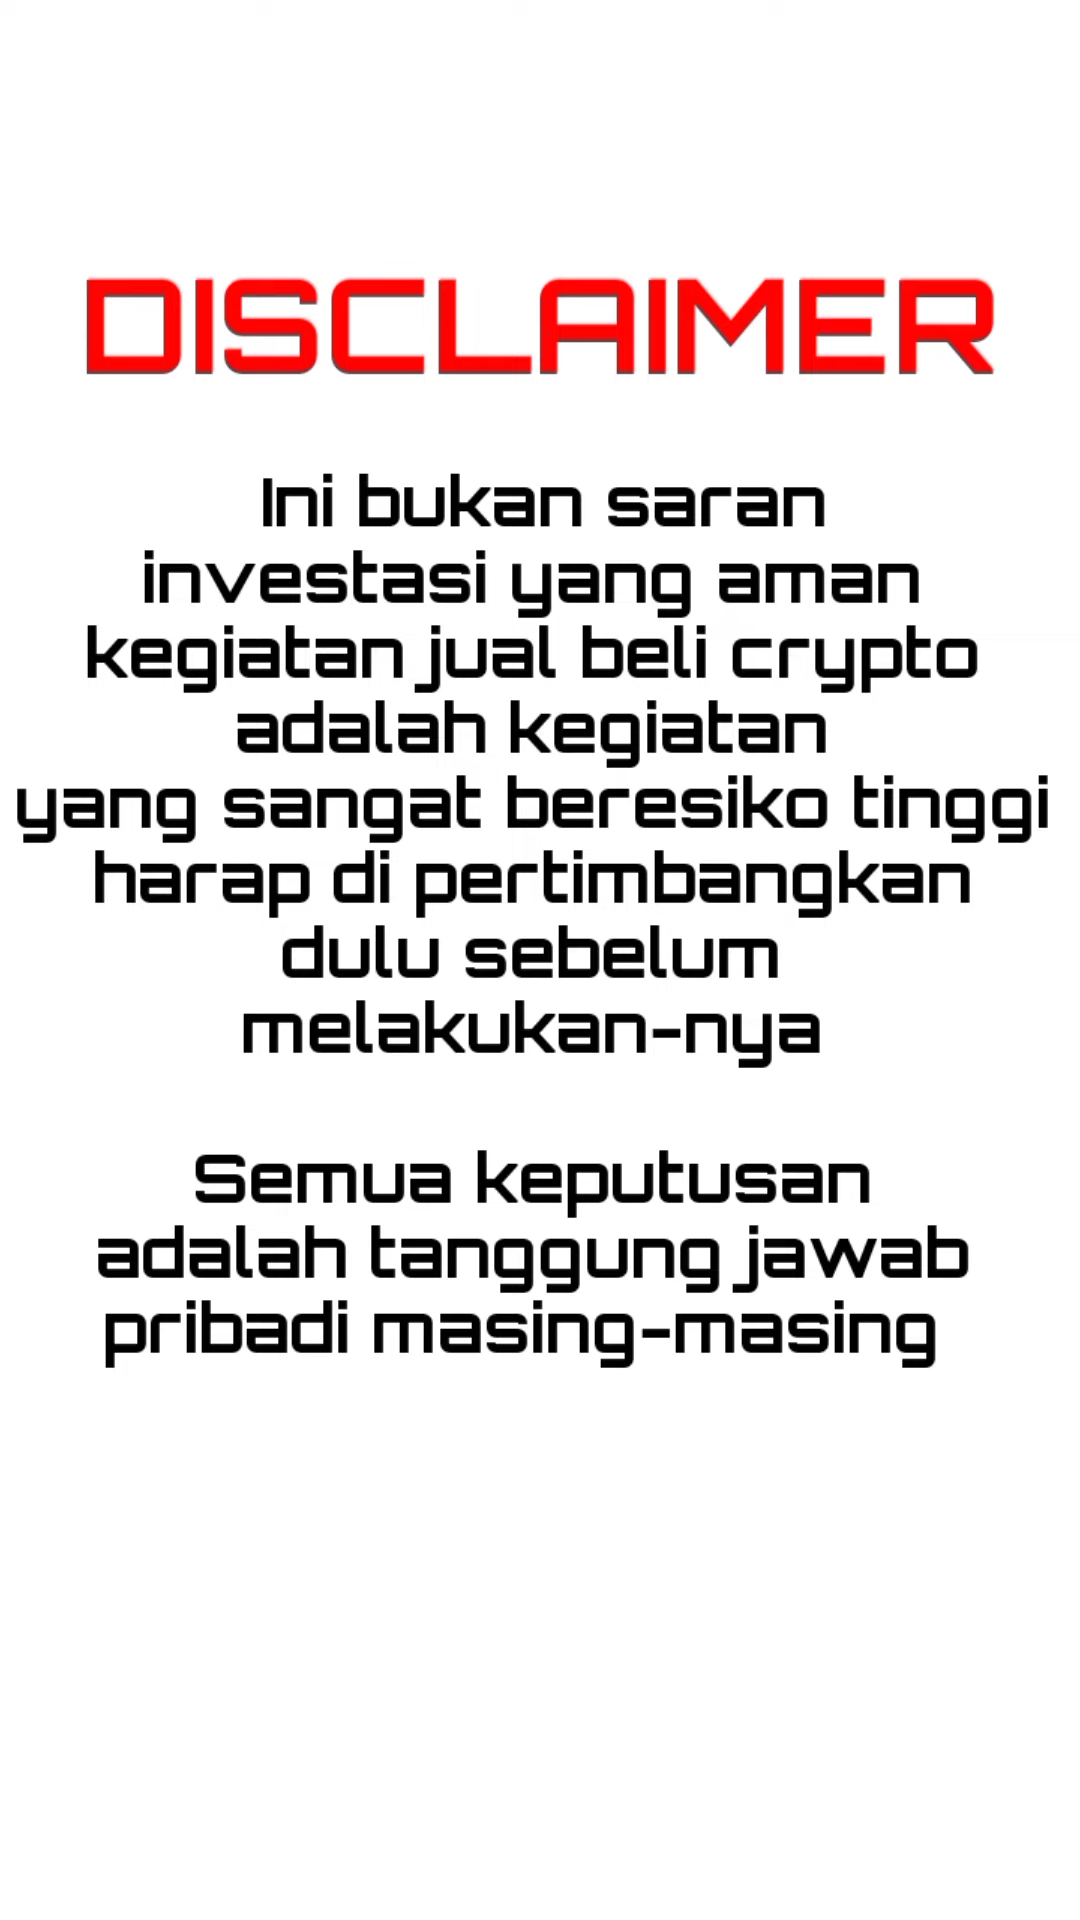 DISCLAIMER
Ini bukan saran
investasi yang aman
kegiatan jual beli crypto
adalah kegiatan
yang sangat beresiko tinggi
harap di pertimbangkan
dulu sebelum
melakukan-nya
Semua keputusan
adalah tanggung jawab
pribadi masing-masing